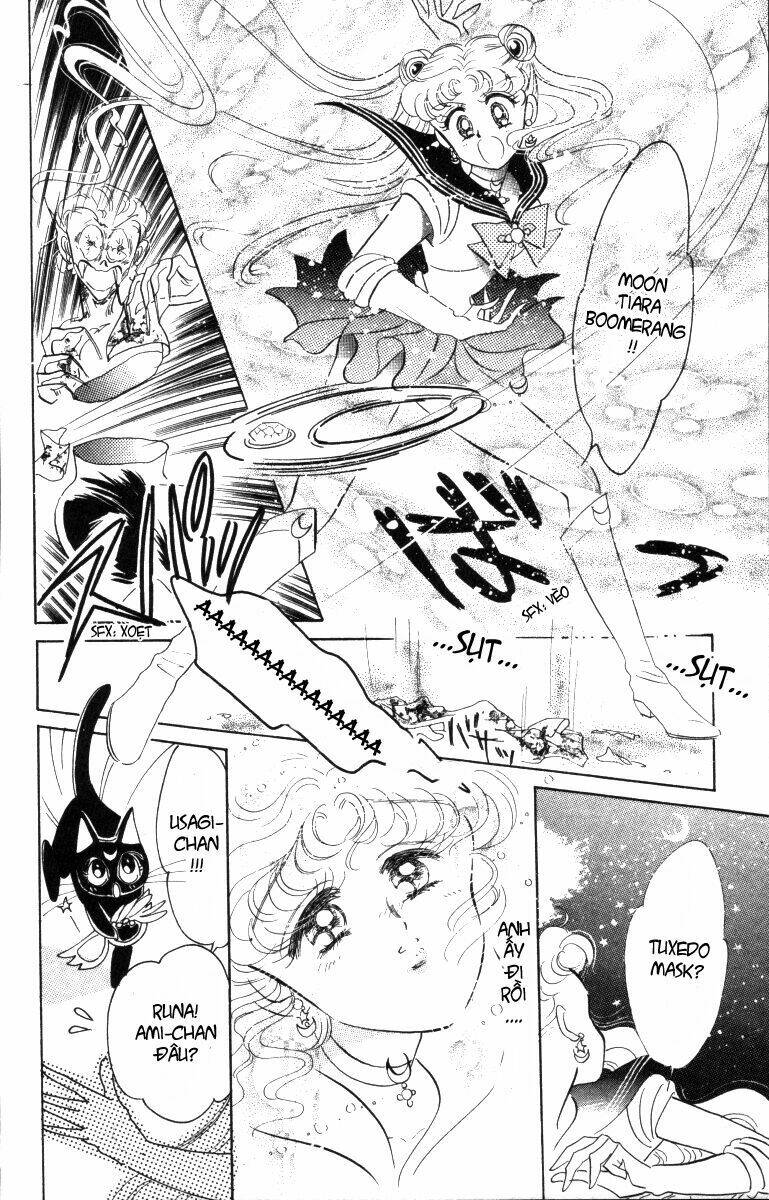 MOON
TIARA
BOOMERANG
!!
SFX: VÈO
SFX: XOẸT
AAAAAAAAAAAAAAAA
...SỤT...
...SỤT...
TUXEDO
MASK?
ANH
ẤY ĐI
RỒI
....
USAGI-
CHAN
!!!
RUNA!
AMI-CHAN
ĐÂU?